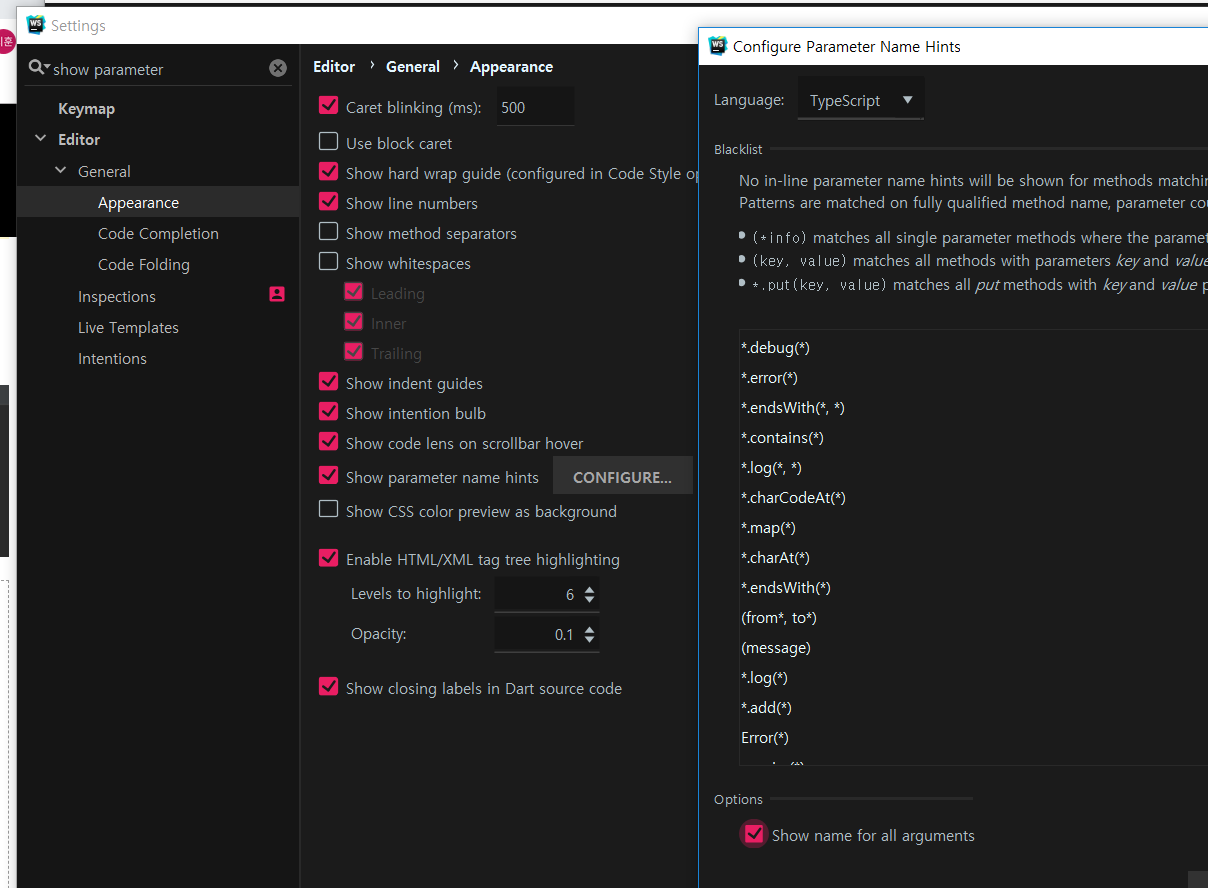 Settings
show parameter
Keymap
Editor
General
Appearance
Code Completion
Code Folding
Inspections
Live Templates
Intentions
Editor › General › Appearance
Caret blinking (ms): 500
Use block caret
Show hard wrap guide (configured in Code Style op
Show line numbers
Show method separators
Show whitespaces
Leading
Inner
Trailing
Show indent guides
Show intention bulb
Show code lens on scrollbar hover
Show parameter name hints CONFIGURE...
Show CSS color preview as background
Enable HTML/XML tag tree highlighting
Levels to highlight: 6
Opacity: 0.1
Show closing labels in Dart source code
Configure Parameter Name Hints
Language: TypeScript
Blacklist
No in-line parameter name hints will be shown for methods matchin
Patterns are matched on fully qualified method name, parameter cou
(*info) matches all single parameter methods where the paramet
(key, value) matches all methods with parameters key and value
*.put(key, value) matches all put methods with key and value p
*.debug(*)
*.error(*)
*.endsWith(*, *)
*.contains(*)
*.log(*, *)
*.charCodeAt(*)
*.map(*)
*.charAt(*)
*.endsWith(*)
(from*, to*)
(message)
*.log(*)
*.add(*)
Error(*)
Options
Show name for all arguments